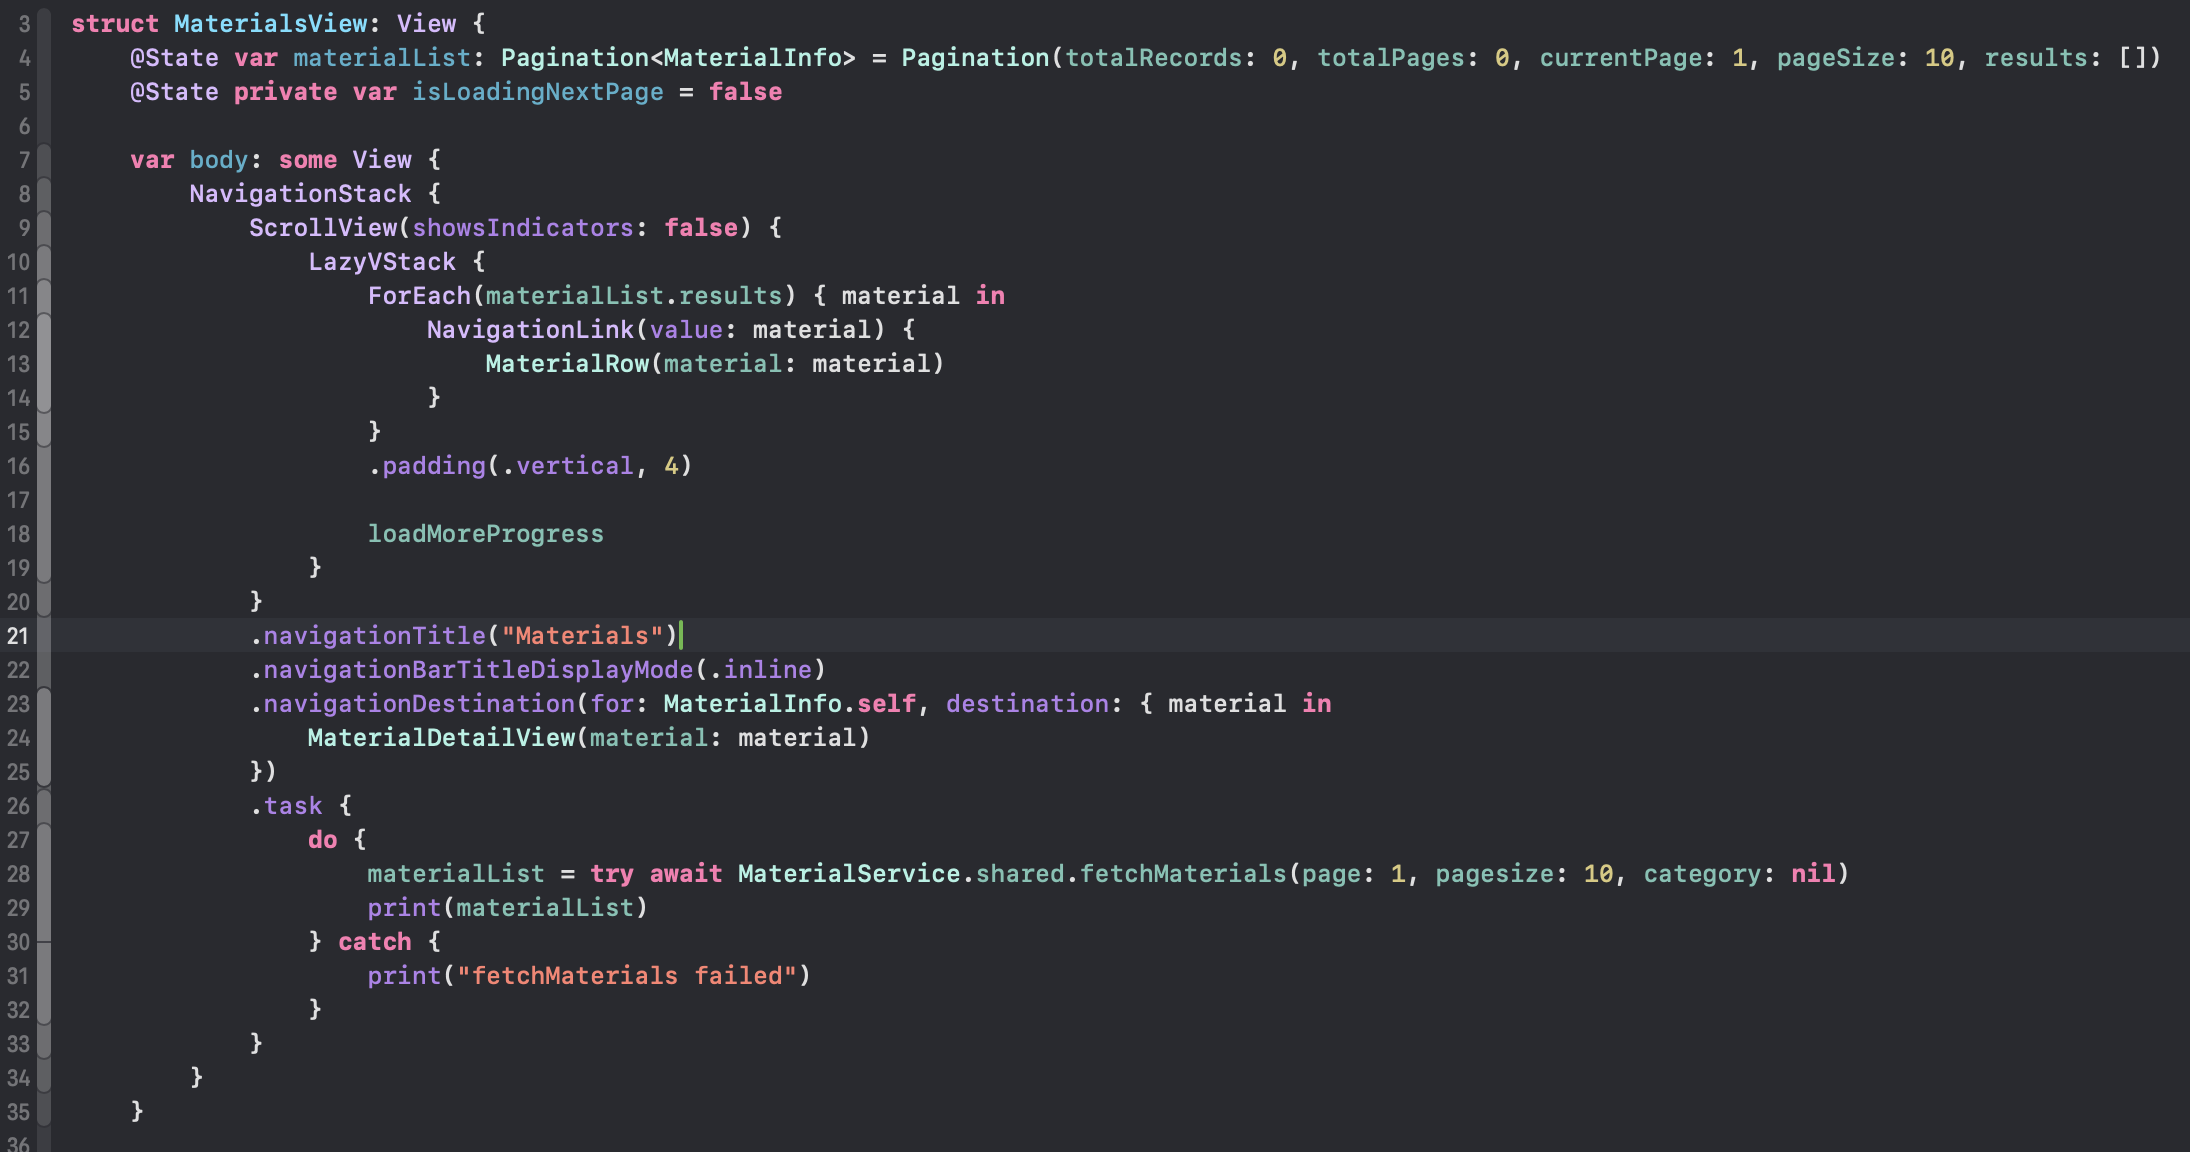 3 struct MaterialsView: View {
4 @State var materialList: Pagination<MaterialInfo> = Pagination(totalRecords: 0, totalPages: 0, currentPage: 1, pageSize: 10, results: [])
5 @State private var isLoadingNextPage = false
6
7 var body: some View {
8 NavigationStack {
9 ScrollView(showsIndicators: false) {
10 LazyVStack {
11 ForEach(materialList.results) { material in
12 NavigationLink(value: material) {
13 MaterialRow(material: material)
14 }
15 }
16 .padding(.vertical, 4)
17
18 loadMoreProgress
19 }
20 }
21 .navigationTitle("Materials")
22 .navigationBarTitleDisplayMode(.inline)
23 .navigationDestination(for: MaterialInfo.self, destination: { material in
24 MaterialDetailView(material: material)
25 })
26 .task {
27 do {
28 materialList = try await MaterialService.shared.fetchMaterials(page: 1, pagesize: 10, category: nil)
29 print(materialList)
30 } catch {
31 print("fetchMaterials failed")
32 }
33 }
34 }
35 }
36